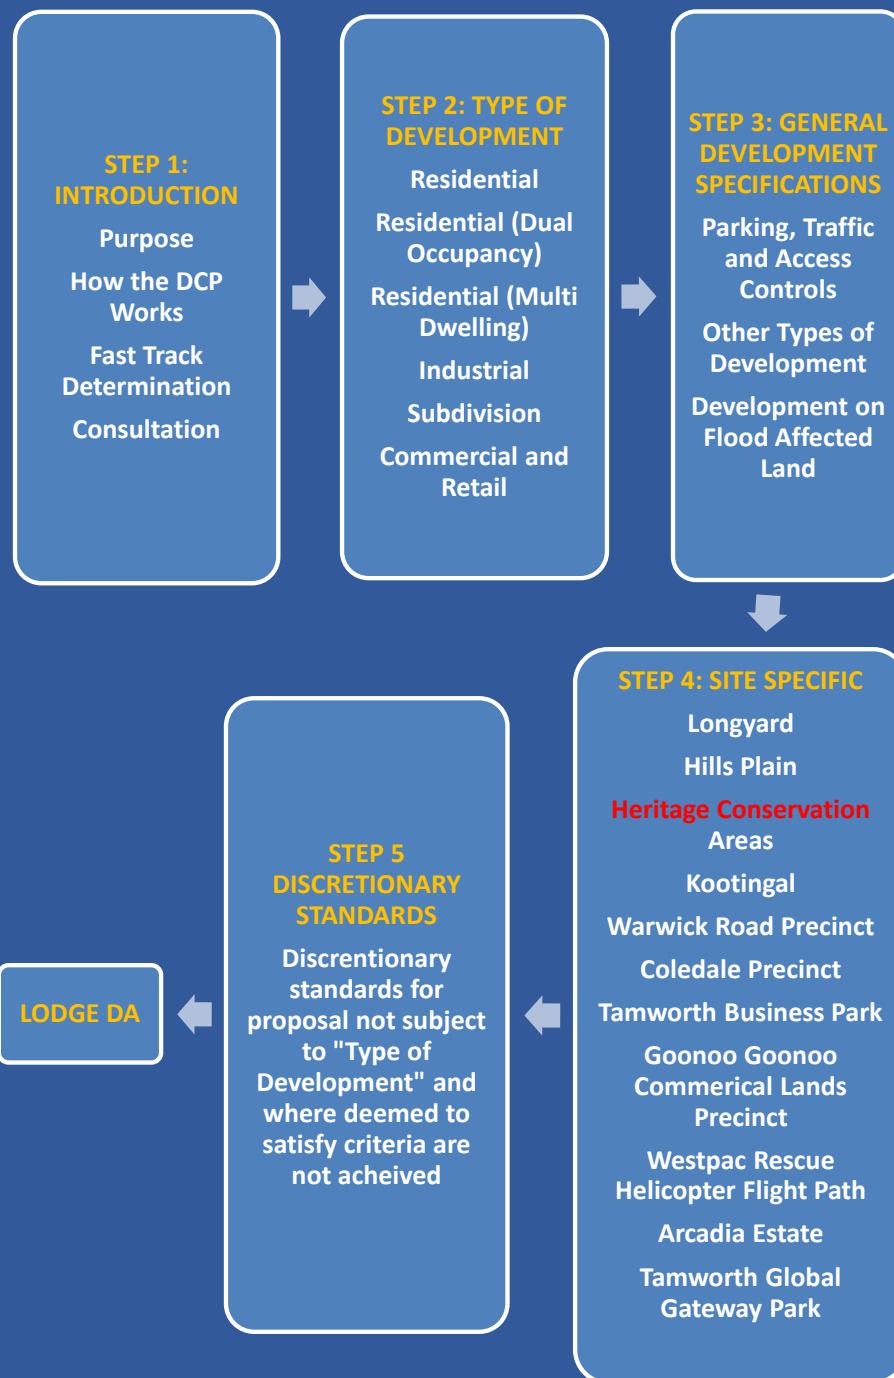 STEP 1:
INTRODUCTION
Purpose
How the DCP
Works
Fast Track
Determination
Consultation
STEP 2: TYPE OF
DEVELOPMENT
Residential
Residential (Dual
Occupancy)
Residential (Multi
Dwelling)
Industrial
Subdivision
Commercial and
Retail
STEP 3: GENERAL
DEVELOPMENT
SPECIFICATIONS
Parking, Traffic
and Access
Controls
Other Types of
Development
Development on
Flood Affected
Land
STEP 4: SITE SPECIFIC
Longyard
Hills Plain
Heritage Conservation
Areas
Kootingal
Warwick Road Precinct
Coledale Precinct
Tamworth Business Park
Goonoo Goonoo
Commerical Lands
Precinct
Westpac Rescue
Helicopter Flight Path
Arcadia Estate
Tamworth Global
Gateway Park
STEP 5
DISCRETIONARY
STANDARDS
Discrentionary
standards for
proposal not subject
to "Type of
Development" and
where deemed to
satisfy criteria are
not acheived
LODGE DA